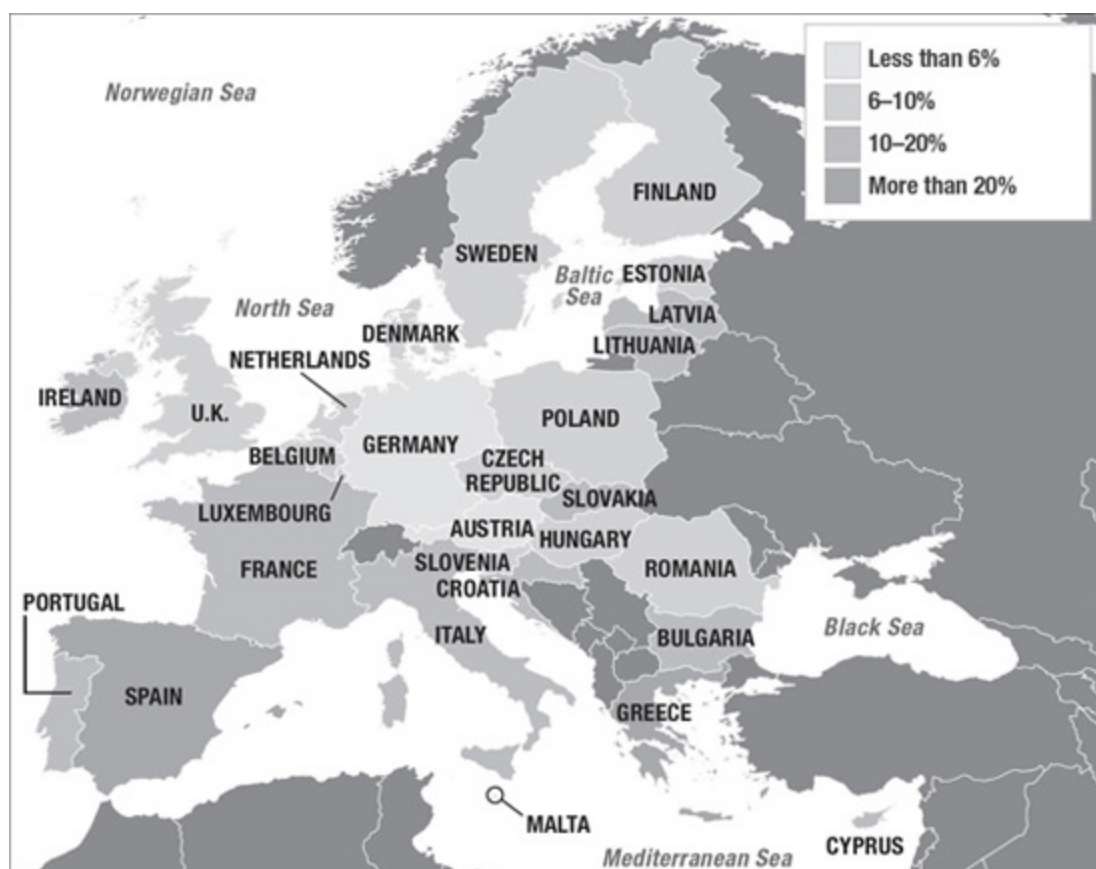 Norwegian Sea
Less than 6%
6–10%
10–20%
More than 20%
FINLAND
SWEDEN
Baltic
Sea
ESTONIA
LATVIA
LITHUANIA
North Sea
DENMARK
NETHERLANDS
IRELAND
U.K.
POLAND
GERMANY
BELGIUM
CZECH
REPUBLIC
LUXEMBOURG
SLOVAKIA
AUSTRIA
HUNGARY
FRANCE
SLOVENIA
ROMANIA
CROATIA
PORTUGAL
ITALY
BULGARIA
Black Sea
SPAIN
GREECE
MALTA
CYPRUS
Mediterranean Sea